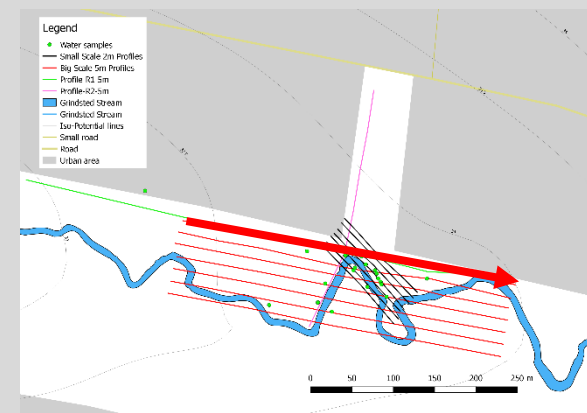 Legend
Water samples
Small Scale 2m Profiles
Big Scale 5m Profiles
Profile R1 5m
Profile-R2-5m
Grindsted Stream
Grindsted Stream
Iso-Potential lines
Small road
Road
Urban area
0 50 100 150 200 250 m